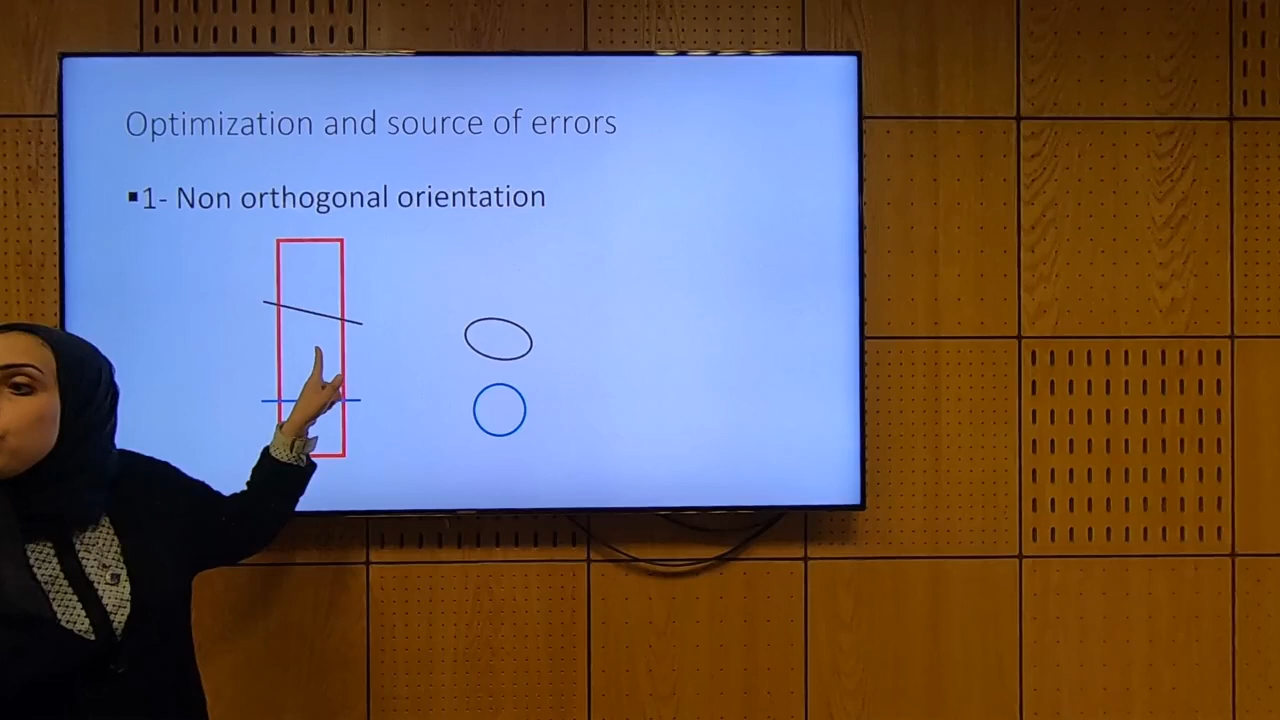 Optimization and source of errors
▪1- Non orthogonal orientation